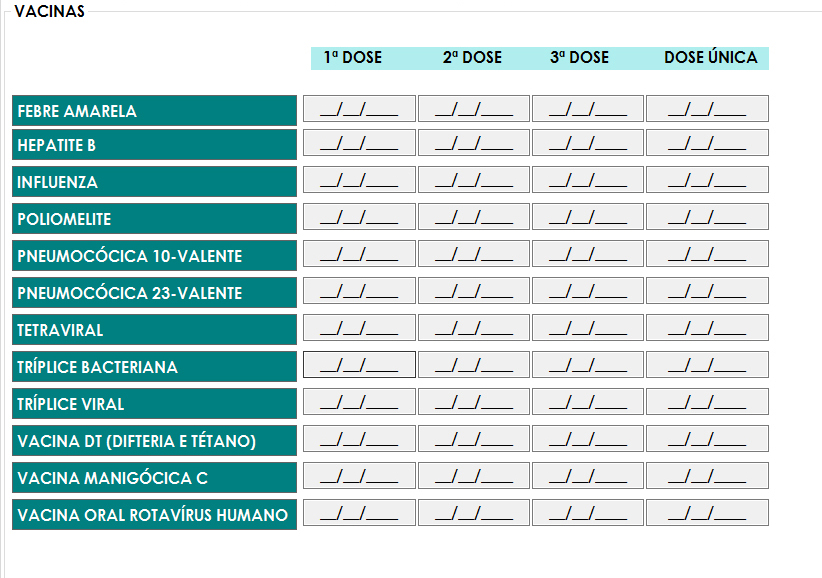 VACINAS
1ª DOSE 2ª DOSE 3ª DOSE DOSE ÚNICA
FEBRE AMARELA __/__/____ __/__/____ __/__/____ __/__/____
HEPATITE B __/__/____ __/__/____ __/__/____ __/__/____
INFLUENZA __/__/____ __/__/____ __/__/____ __/__/____
POLIOMELITE __/__/____ __/__/____ __/__/____ __/__/____
PNEUMOCÓCICA 10-VALENTE __/__/____ __/__/____ __/__/____ __/__/____
PNEUMOCÓCICA 23-VALENTE __/__/____ __/__/____ __/__/____ __/__/____
TETRAVIRAL __/__/____ __/__/____ __/__/____ __/__/____
TRÍPLICE BACTERIANA __/__/____ __/__/____ __/__/____ __/__/____
TRÍPLICE VIRAL __/__/____ __/__/____ __/__/____ __/__/____
VACINA DT (DIFTERIA E TÉTANO) __/__/____ __/__/____ __/__/____ __/__/____
VACINA MANIGÓCICA C __/__/____ __/__/____ __/__/____ __/__/____
VACINA ORAL ROTAVÍRUS HUMANO __/__/____ __/__/____ __/__/____ __/__/____